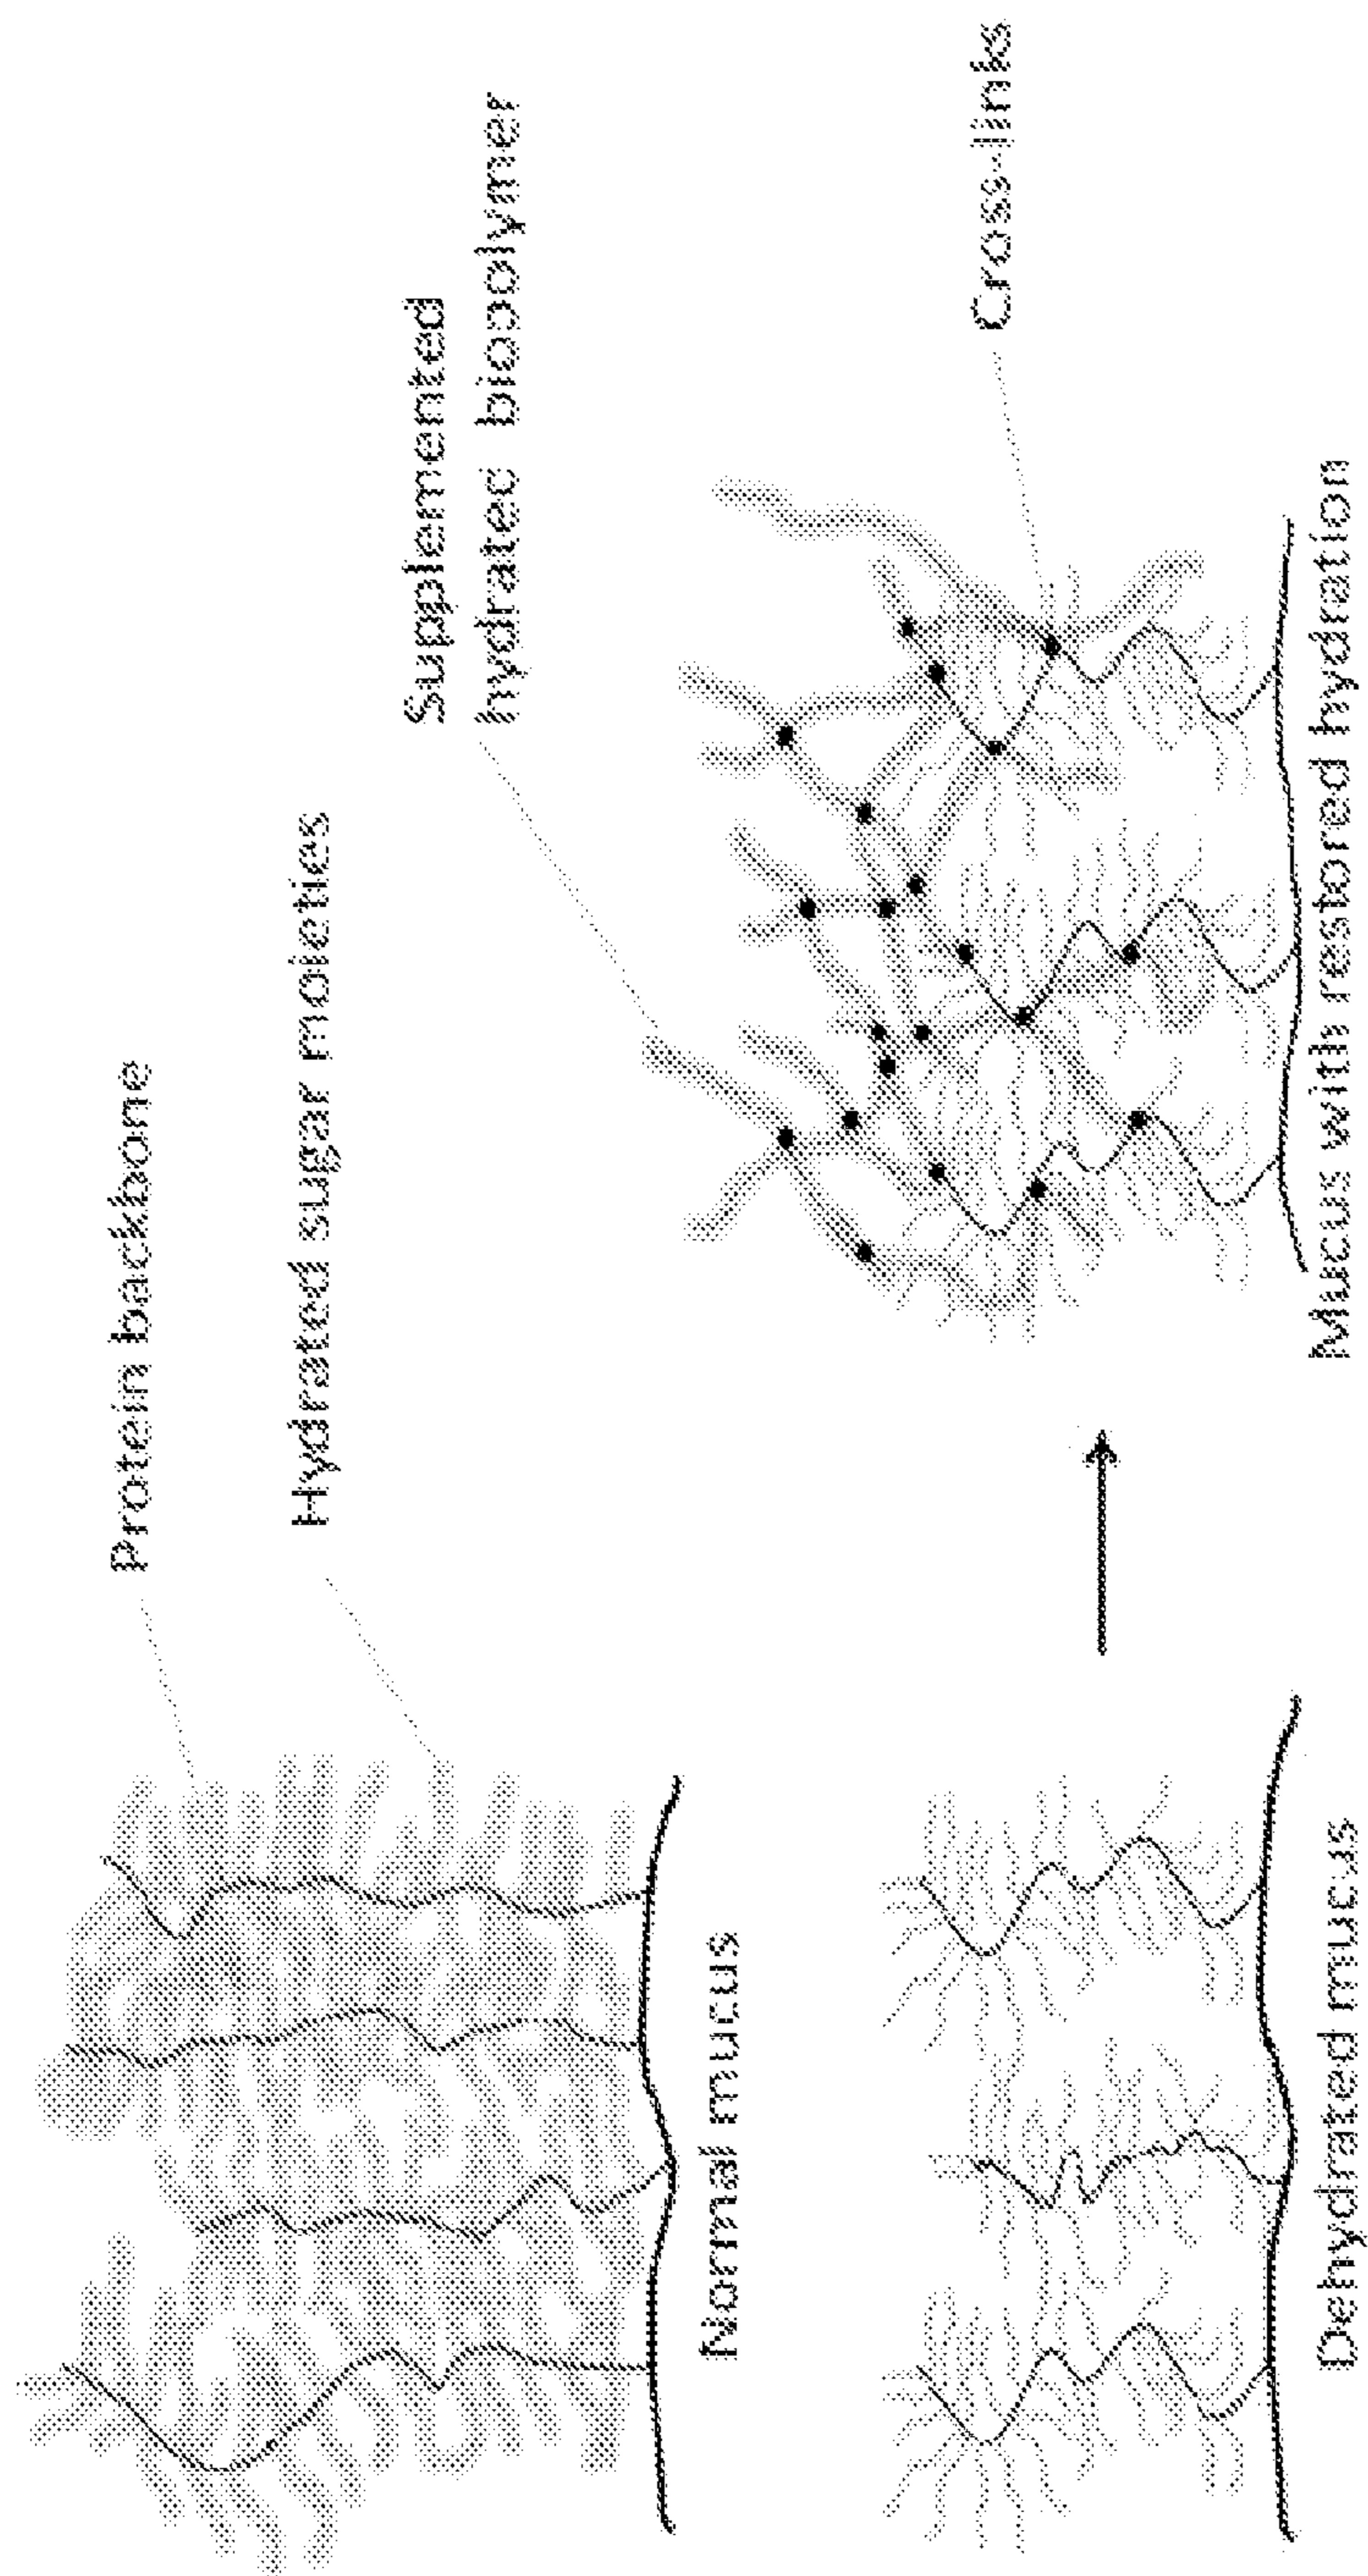 Protein backbone
Hydrated sugar moieties
Normal mucus
Supplemented
hydrated biopolymer
Cross-links
Dehydrated mucus
Mucus with restored hydration